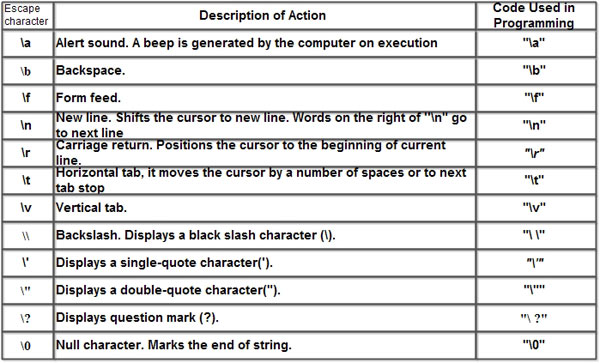 Escape character Description of Action Code Used in Programming
\a Alert sound. A beep is generated by the computer on execution "\a"
\b Backspace. "\b"
\f Form feed. "\f"
\n New line. Shifts the cursor to new line. Words on the right of "\n" go "\n"
to next line
\r Carriage return. Positions the cursor to the beginning of current "\r"
line.
\t Horizontal tab, it moves the cursor by a number of spaces or to next "\t"
tab stop
\v Vertical tab. "\v"
\\ Backslash. Displays a black slash character (\). "\ \"
\' Displays a single-quote character('). "\'"
\" Displays a double-quote character("). "\""
\? Displays question mark (?). "\ ?"
\0 Null character. Marks the end of string. "\0"